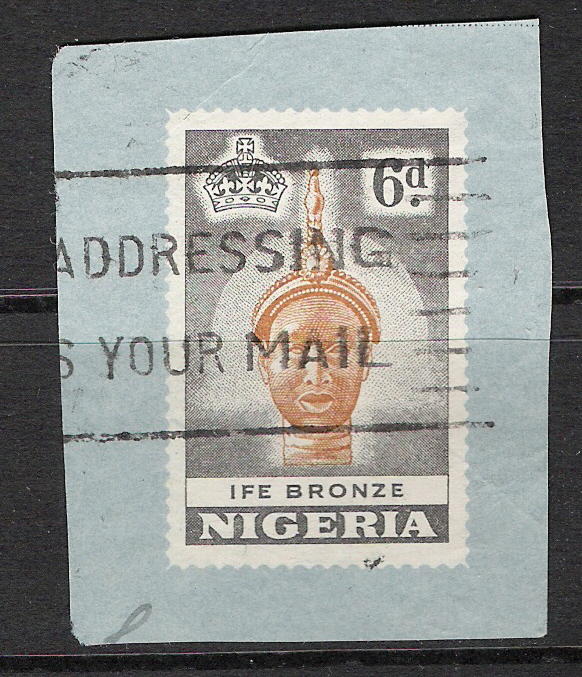 6d.
ADDRESSING
S YOUR MAIL
IFE BRONZE
NIGERIA